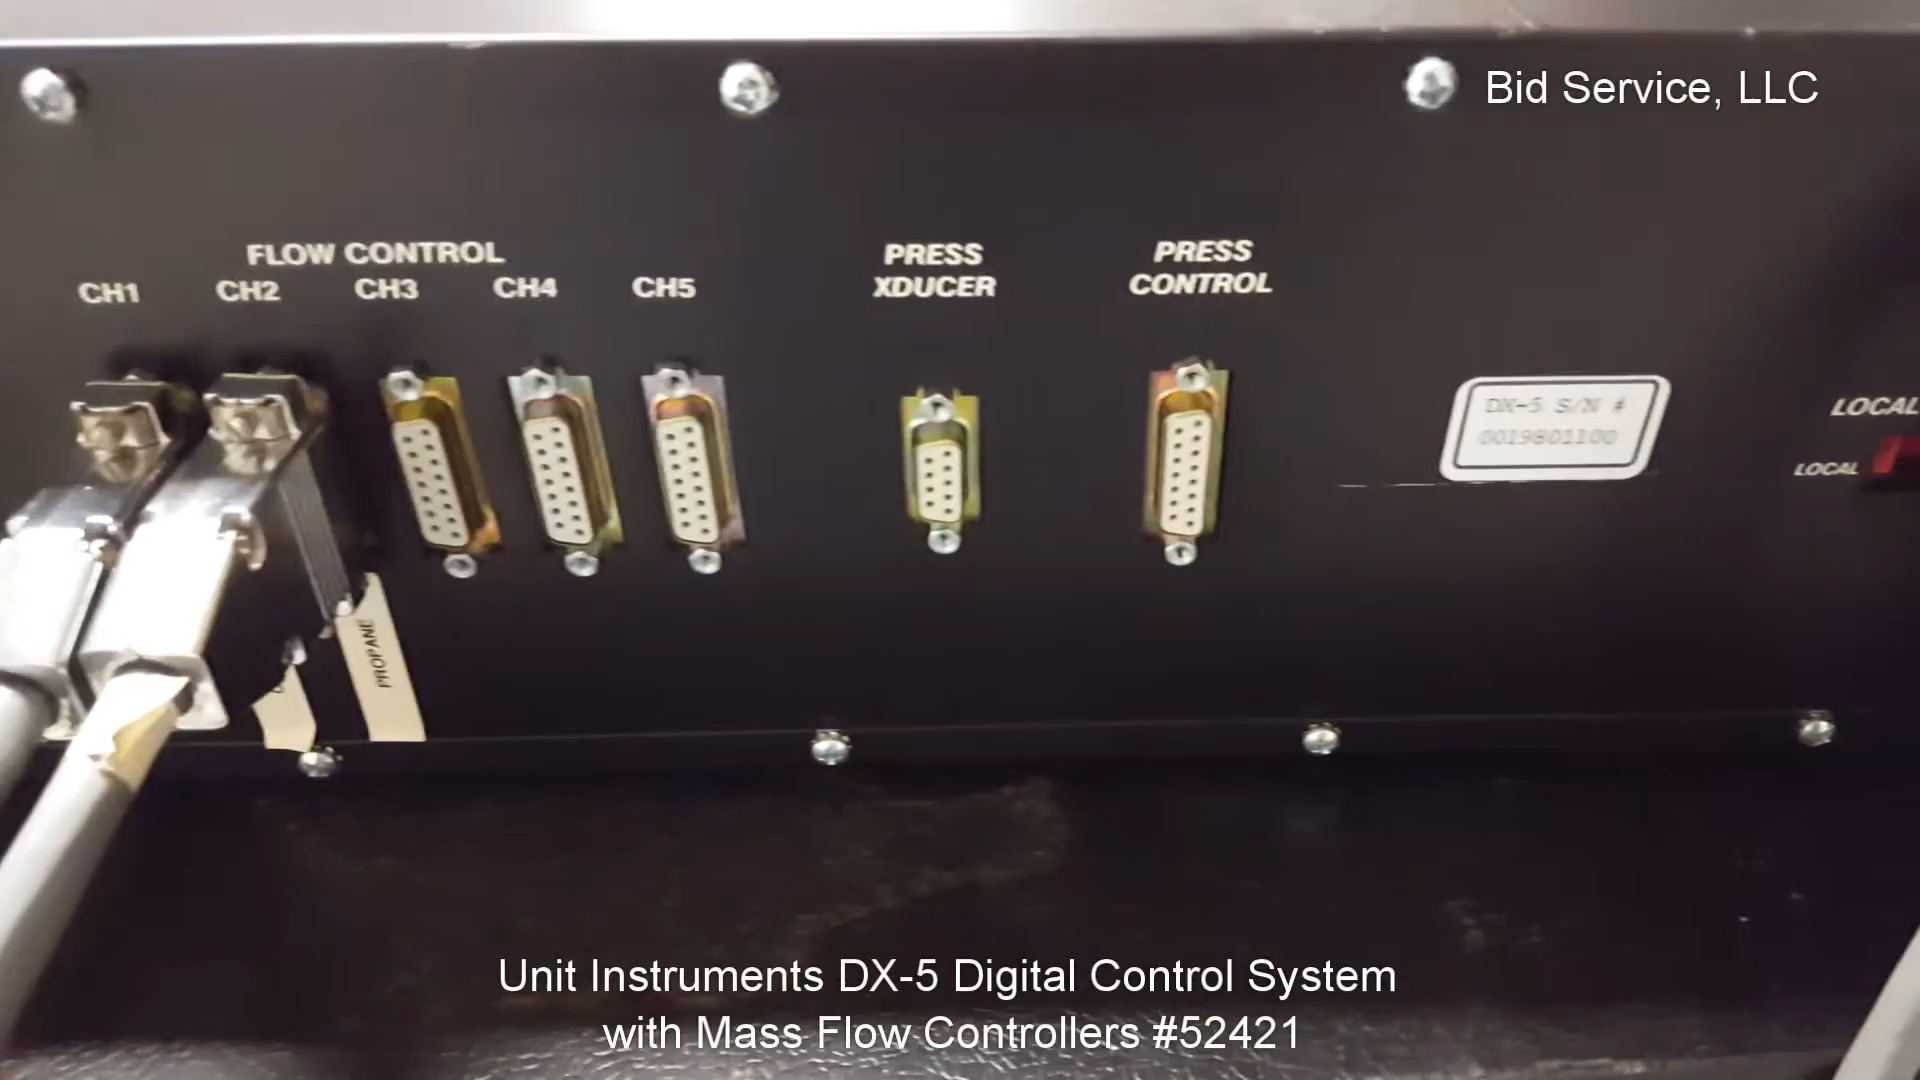 Bid Service, LLC
FLOW CONTROL
CH1 CH2 CH3 CH4 CH5
PRESS
XDUCER
PRESS
CONTROL
DX-5 S/N #
0019801100
LOCAL
LOCAL
PROPANE
Unit Instruments DX-5 Digital Control System
with Mass Flow Controllers #52421